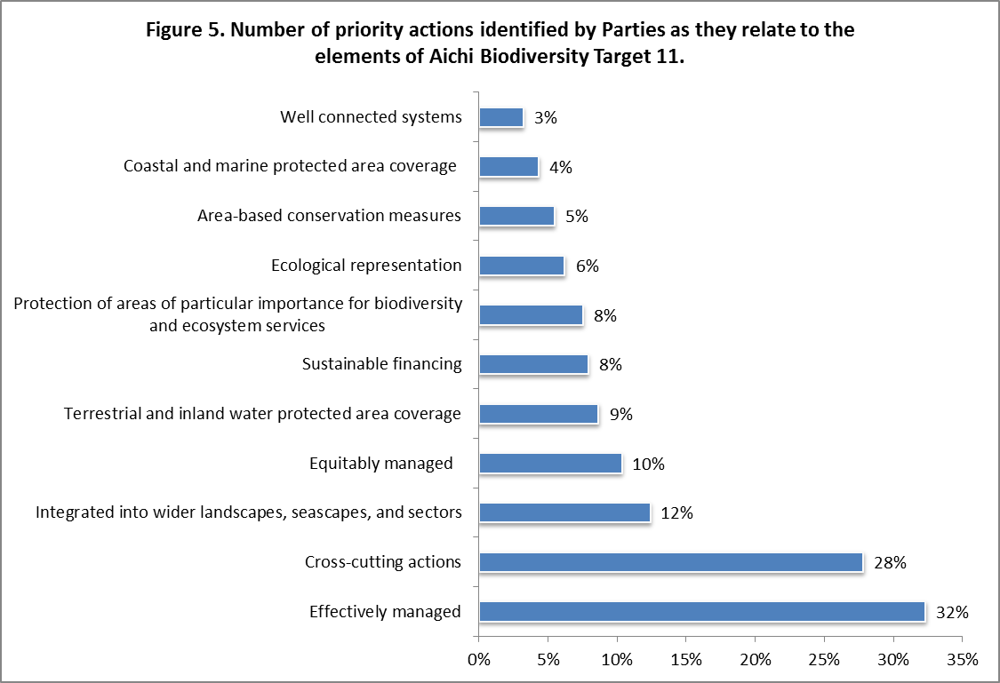 Figure 5. Number of priority actions identified by Parties as they relate to the
elements of Aichi Biodiversity Target 11.
Well connected systems 3%
Coastal and marine protected area coverage 4%
Area-based conservation measures 5%
Ecological representation 6%
Protection of areas of particular importance for biodiversity
and ecosystem services 8%
Sustainable financing 8%
Terrestrial and inland water protected area coverage 9%
Equitably managed 10%
Integrated into wider landscapes, seascapes, and sectors 12%
Cross-cutting actions 28%
Effectively managed 32%
0% 5% 10% 15% 20% 25% 30% 35%